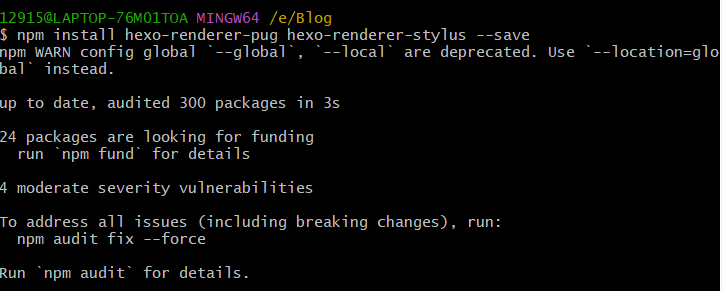 12915@LAPTOP-76MO1TOA MINGW64 /e/Blog
$ npm install hexo-renderer-pug hexo-renderer-stylus --save
npm WARN config global `--global`, `--local` are deprecated. Use `--location=glo
bal` instead.
up to date, audited 300 packages in 3s
24 packages are looking for funding
  run `npm fund` for details
4 moderate severity vulnerabilities
To address all issues (including breaking changes), run:
  npm audit fix --force
Run `npm audit` for details.